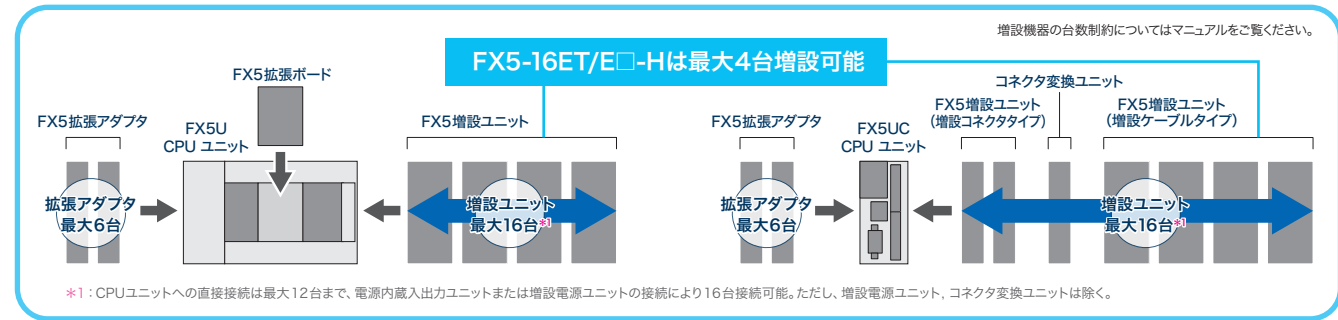 増設機器の台数制約についてはマニュアルをご覧ください。
FX5-16ET/E□-Hは最大4台増設可能
FX5拡張ボード
FX5拡張アダプタ
FX5U
CPU ユニット
FX5増設ユニット
拡張アダプタ
最大6台
増設ユニット
最大16台*1
コネクタ変換ユニット
FX5拡張アダプタ
FX5UC
CPU ユニット
FX5増設ユニット
(増設コネクタタイプ)
FX5増設ユニット
(増設ケーブルタイプ)
拡張アダプタ
最大6台
増設ユニット
最大16台*1
*1：CPUユニットへの直接接続は最大12台まで、電源内蔵入出力ユニットまたは増設電源ユニットの接続により16台接続可能。ただし、増設電源ユニット, コネクタ変換ユニットは除く。